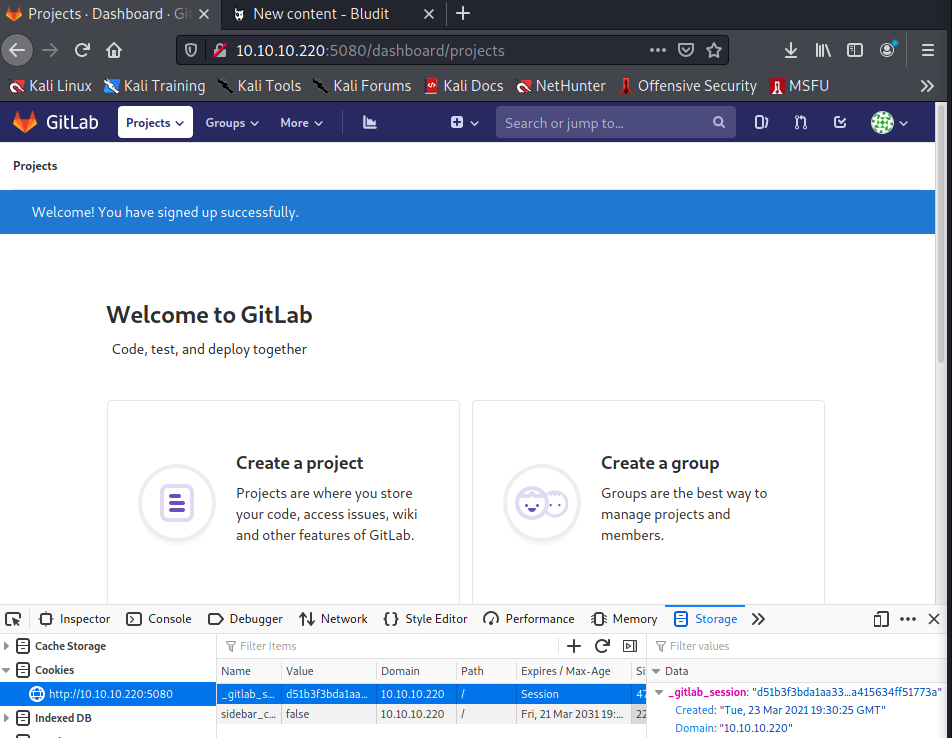 Projects · Dashboard · Git
New content - Bludit
10.10.10.220:5080/dashboard/projects
Kali Linux Kali Training Kali Tools Kali Forums Kali Docs NetHunter Offensive Security MSFU
GitLab Projects Groups More Search or jump to...
Projects
Welcome! You have signed up successfully.
Welcome to GitLab
Code, test, and deploy together
Create a project
Projects are where you store
your code, access issues, wiki
and other features of GitLab.
Create a group
Groups are the best way to
manage projects and
members.
Inspector Console Debugger Network Style Editor Performance Memory Storage
Cache Storage
Cookies
http://10.10.10.220:5080
Indexed DB
Filter Items
Name Value Domain Path Expires / Max-Age Si
_gitlab_s... d51b3f3bda1aa... 10.10.10.220 / Session 47
sidebar_c... false 10.10.10.220 / Fri, 21 Mar 2031 19:... 22
Filter values
Data
_gitlab_session: "d51b3f3bda1aa33...a415634ff51773a"
Created: "Tue, 23 Mar 2021 19:30:25 GMT"
Domain: "10.10.10.220"